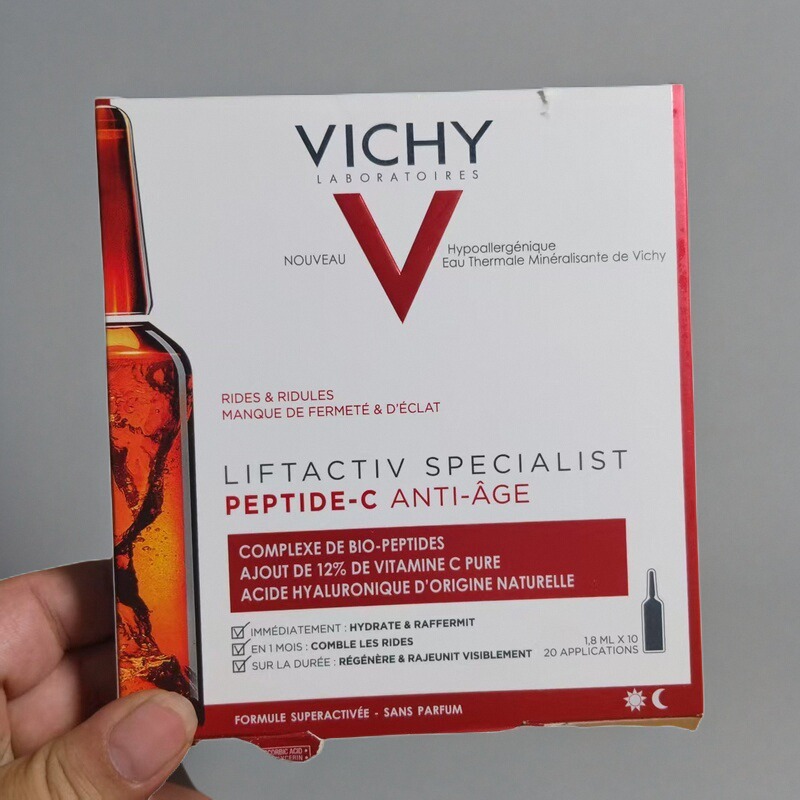 VICHY
LABORATOIRES
NOUVEAU
Hypoallergénique
Eau Thermale Minéralisante de Vichy
RIDES & RIDULES
MANQUE DE FERMETÉ & D'ÉCLAT
LIFTACTIV SPECIALIST
PEPTIDE-C ANTI-ÂGE
COMPLEXE DE BIO-PEPTIDES
AJOUT DE 12% DE VITAMINE C PURE
ACIDE HYALURONIQUE D'ORIGINE NATURELLE
IMMÉDIATEMENT : HYDRATE & RAFFERMIT
EN 1 MOIS : COMBLE LES RIDES
SUR LA DURÉE : RÉGÉNÈRE & RAJEUNIT VISIBLEMENT
1,8 ML X 10
20 APPLICATIONS
FORMULE SUPERACTIVÉE - SANS PARFUM
ACID